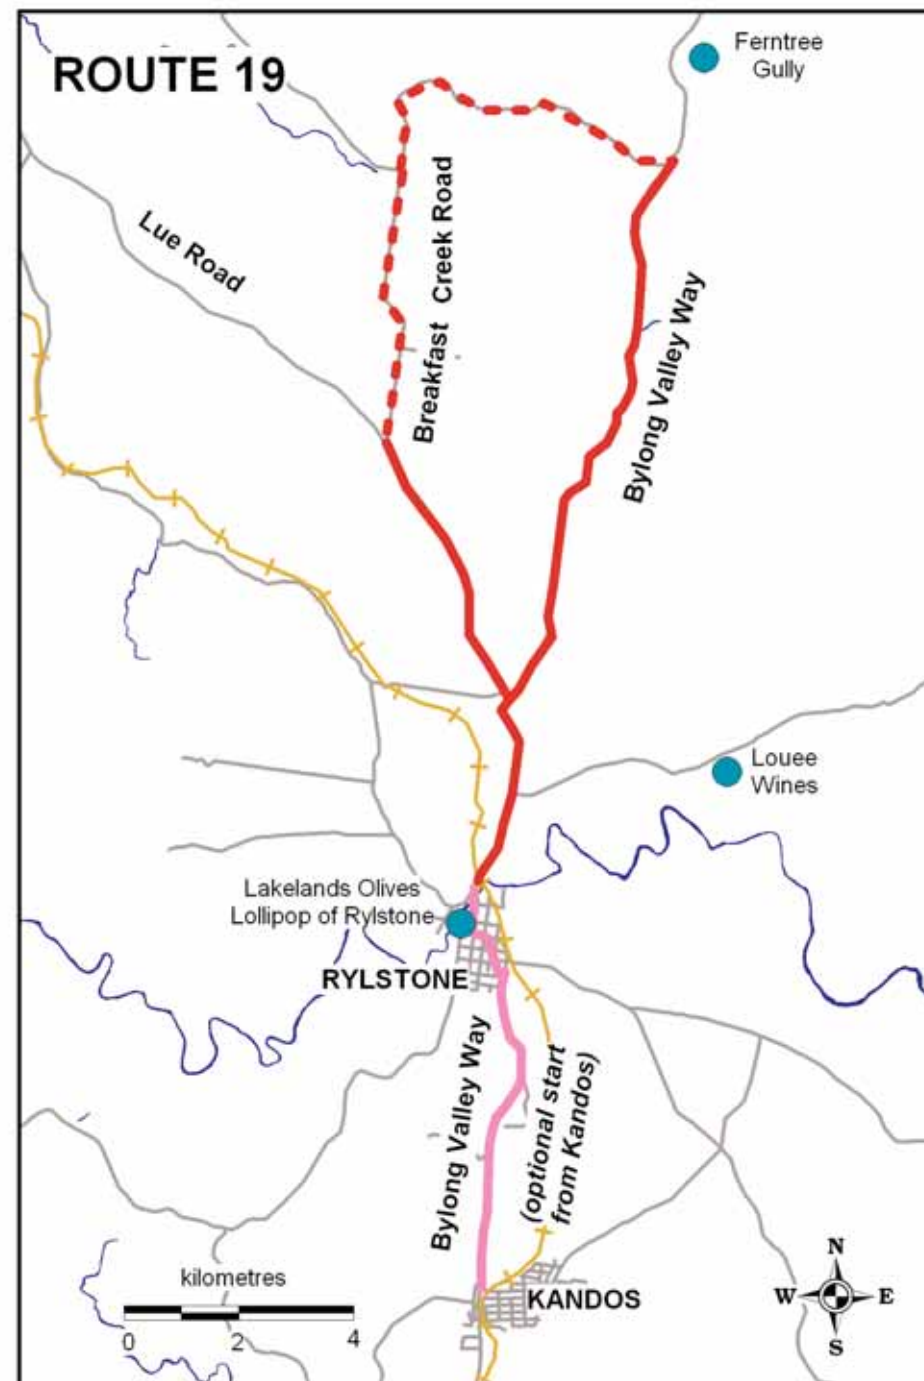 ROUTE 19
Ferntree
Gully
Lue Road
Breakfast Creek Road
Bylong Valley Way
Louee
Wines
Lakelands Olives
Lollipop of Rylstone
RYLSTONE
Bylong Valley Way
(optional start
from Kandos)
KANDOS
kilometres
0 2 4
N
W E
S